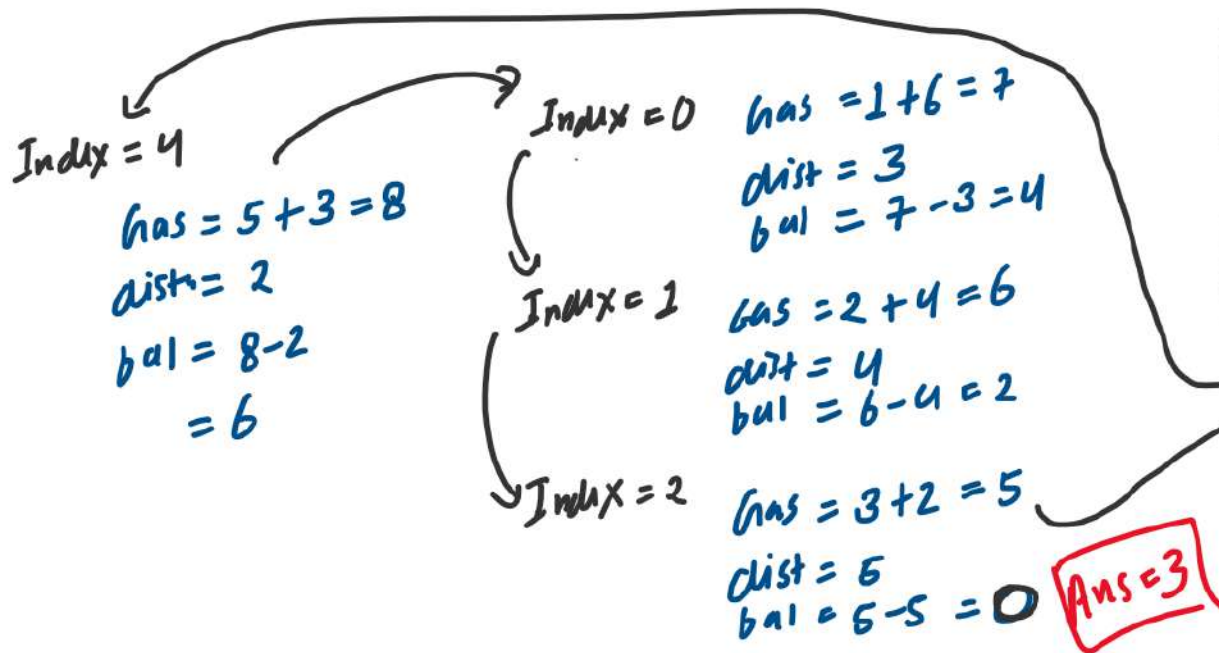 Index = 4
Gas = 5 + 3 = 8
dist = 2
bal = 8 - 2
= 6
Index = 0
Gas = 1 + 6 = 7
dist = 3
bal = 7 - 3 = 4
Index = 1
Gas = 2 + 4 = 6
dist = 4
bal = 6 - 4 = 2
Index = 2
Gas = 3 + 2 = 5
dist = 5
bal = 5 - 5 = 0
Ans = 3